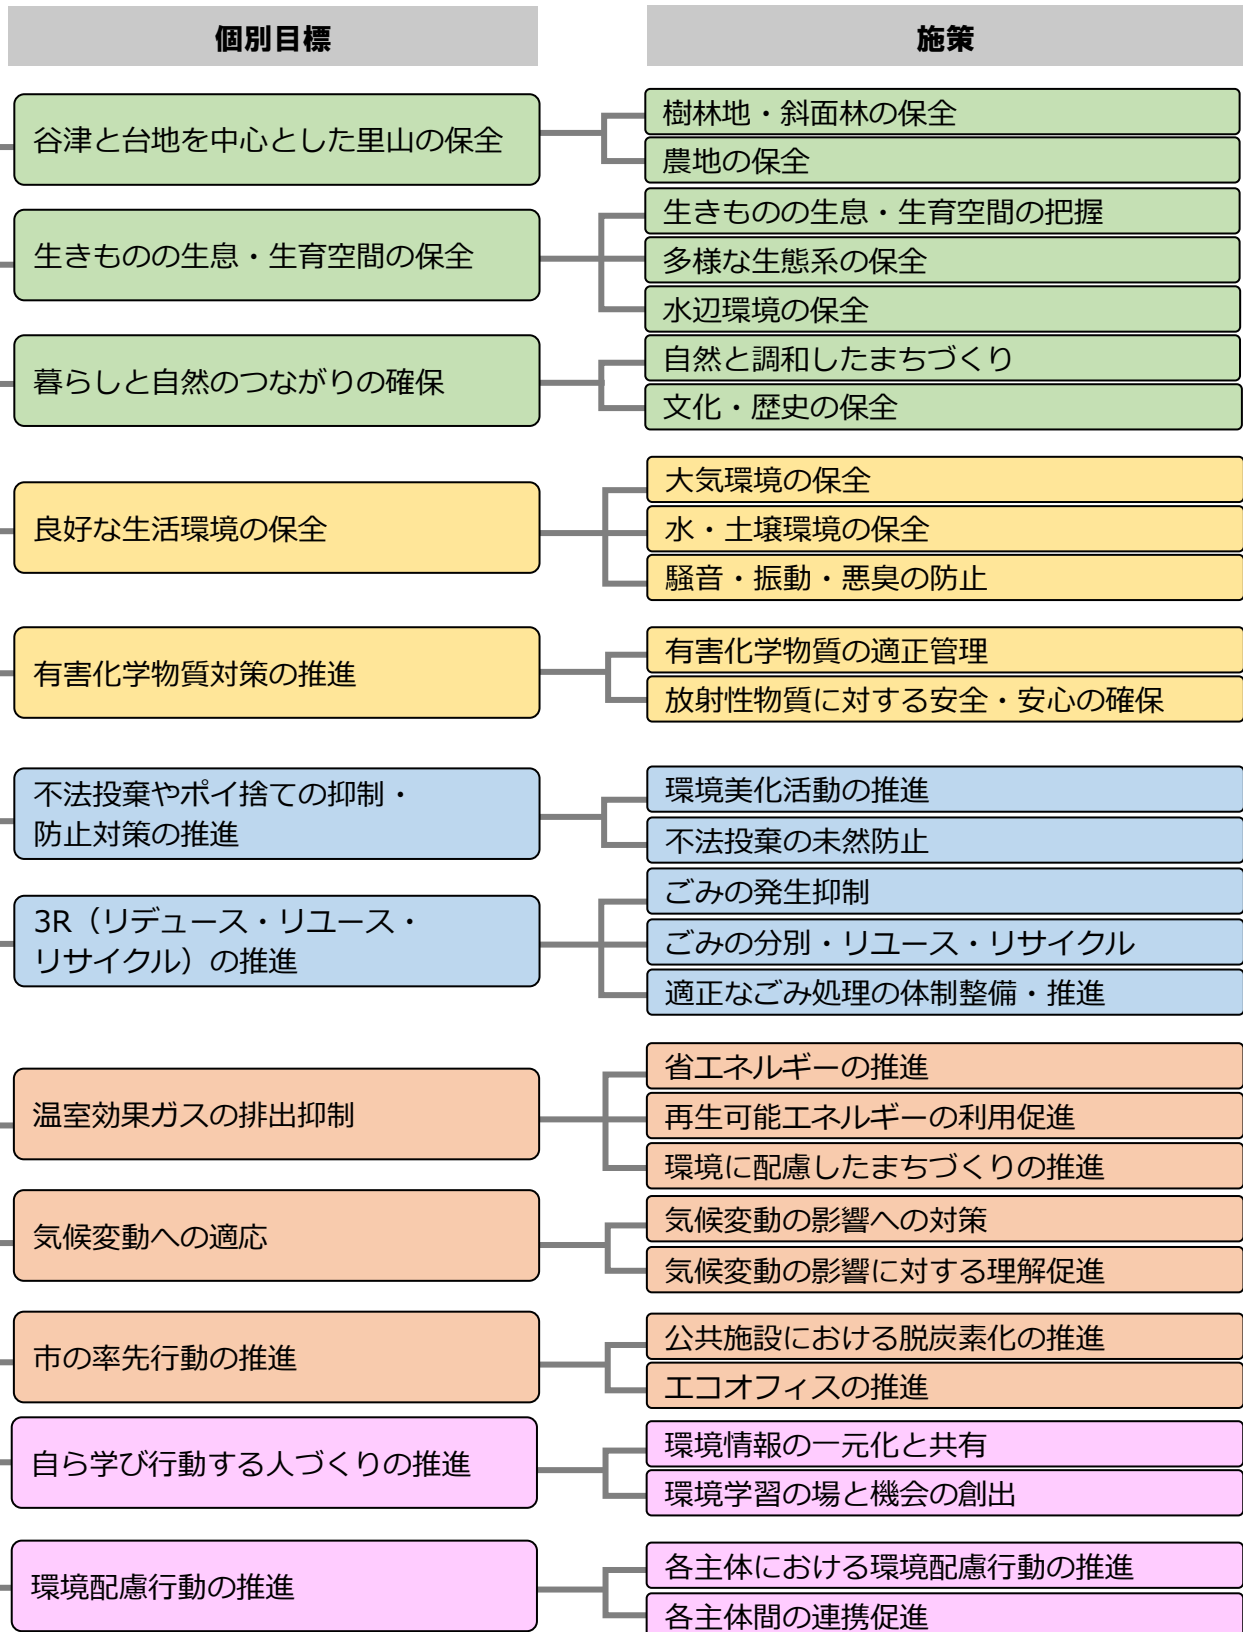 個別目標
施策
谷津と台地を中心とした里山の保全
樹林地・斜面林の保全
農地の保全
生きものの生息・生育空間の保全
生きものの生息・生育空間の把握
多様な生態系の保全
水辺環境の保全
暮らしと自然のつながりの確保
自然と調和したまちづくり
文化・歴史の保全
良好な生活環境の保全
大気環境の保全
水・土壌環境の保全
騒音・振動・悪臭の防止
有害化学物質対策の推進
有害化学物質の適正管理
放射性物質に対する安全・安心の確保
不法投棄やポイ捨ての抑制・
防止対策の推進
環境美化活動の推進
不法投棄の未然防止
3R（リデュース・リユース・
リサイクル）の推進
ごみの発生抑制
ごみの分別・リユース・リサイクル
適正なごみ処理の体制整備・推進
温室効果ガスの排出抑制
省エネルギーの推進
再生可能エネルギーの利用促進
環境に配慮したまちづくりの推進
気候変動への適応
気候変動の影響への対策
気候変動の影響に対する理解促進
市の率先行動の推進
公共施設における脱炭素化の推進
エコオフィスの推進
自ら学び行動する人づくりの推進
環境情報の一元化と共有
環境学習の場と機会の創出
環境配慮行動の推進
各主体における環境配慮行動の推進
各主体間の連携促進